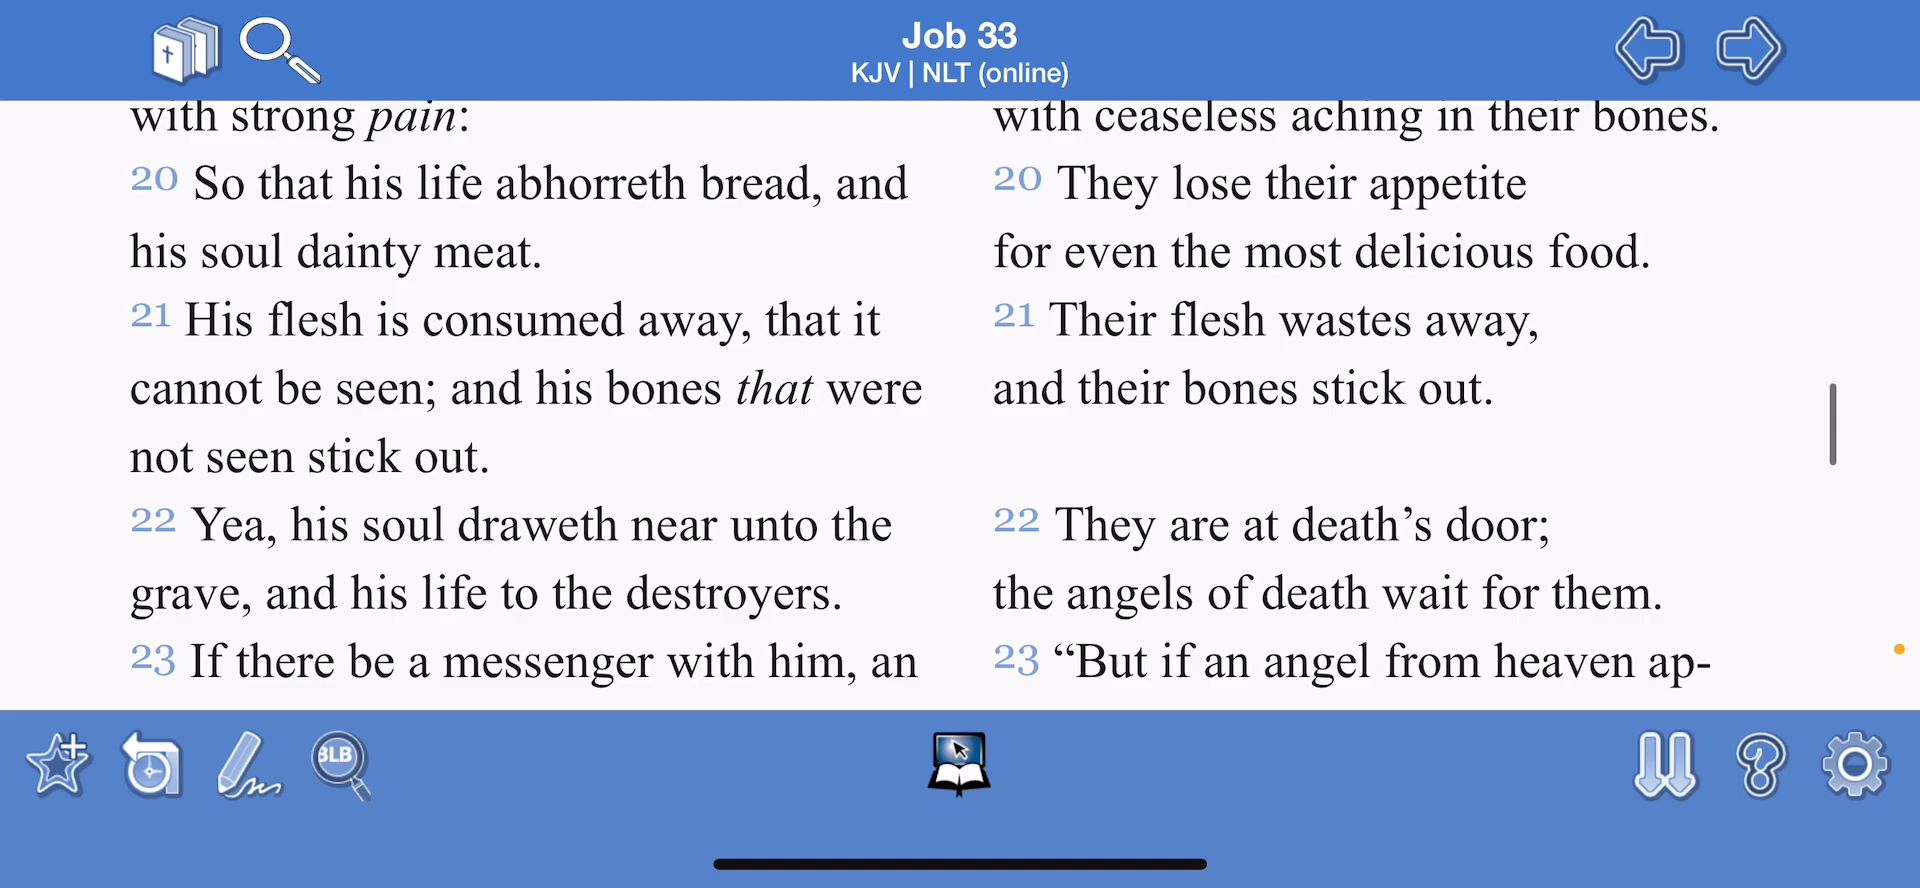 Job 33
KJV | NLT (online)
with strong pain:
20 So that his life abhorreth bread, and
his soul dainty meat.
21 His flesh is consumed away, that it
cannot be seen; and his bones that were
not seen stick out.
22 Yea, his soul draweth near unto the
grave, and his life to the destroyers.
23 If there be a messenger with him, an
with ceaseless aching in their bones.
20 They lose their appetite
for even the most delicious food.
21 Their flesh wastes away,
and their bones stick out.
22 They are at death’s door;
the angels of death wait for them.
23 “But if an angel from heaven ap-
BLB